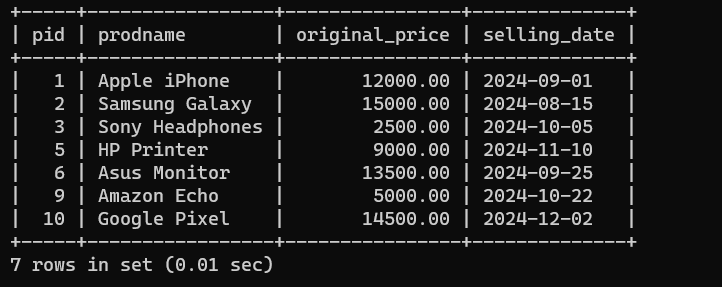 +-----+-----------------+----------------+--------------+
| pid | prodname        | original_price | selling_date |
+-----+-----------------+----------------+--------------+
|   1 | Apple iPhone    |       12000.00 | 2024-09-01   |
|   2 | Samsung Galaxy  |       15000.00 | 2024-08-15   |
|   3 | Sony Headphones |        2500.00 | 2024-10-05   |
|   5 | HP Printer      |        9000.00 | 2024-11-10   |
|   6 | Asus Monitor    |       13500.00 | 2024-09-25   |
|   9 | Amazon Echo     |        5000.00 | 2024-10-22   |
|  10 | Google Pixel    |       14500.00 | 2024-12-02   |
+-----+-----------------+----------------+--------------+
7 rows in set (0.01 sec)